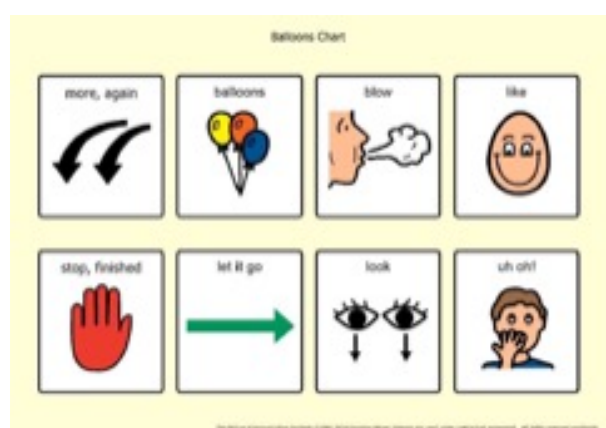 Balloons Chart
more, again
balloons
blow
like
stop, finished
let it go
look
uh oh!